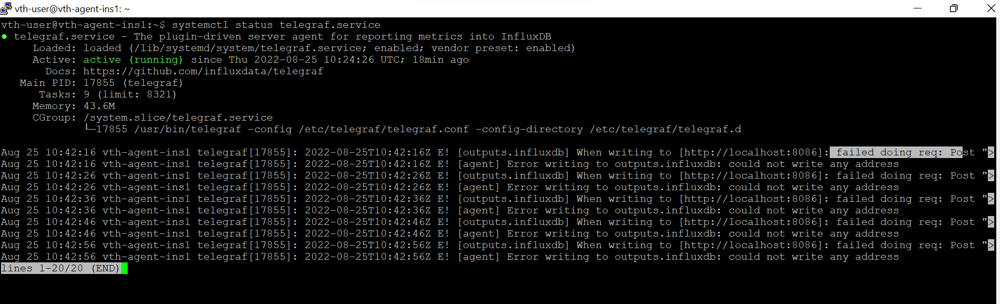 vth-user@vth-agent-ins1: ~
vth-user@vth-agent-ins1:~$ systemctl status telegraf.service
● telegraf.service - The plugin-driven server agent for reporting metrics into InfluxDB
Loaded: loaded (/lib/systemd/system/telegraf.service; enabled; vendor preset: enabled)
Active: active (running) since Thu 2022-08-25 10:24:26 UTC; 18min ago
Docs: https://github.com/influxdata/telegraf
Main PID: 17855 (telegraf)
Tasks: 9 (limit: 8321)
Memory: 43.6M
CGroup: /system.slice/telegraf.service
└─17855 /usr/bin/telegraf -config /etc/telegraf/telegraf.conf -config-directory /etc/telegraf/telegraf.d
Aug 25 10:42:16 vth-agent-ins1 telegraf[17855]: 2022-08-25T10:42:16Z E! [outputs.influxdb] When writing to [http://localhost:8086]: failed doing req: Post ">
Aug 25 10:42:16 vth-agent-ins1 telegraf[17855]: 2022-08-25T10:42:16Z E! [agent] Error writing to outputs.influxdb: could not write any address
Aug 25 10:42:26 vth-agent-ins1 telegraf[17855]: 2022-08-25T10:42:26Z E! [outputs.influxdb] When writing to [http://localhost:8086]: failed doing req: Post ">
Aug 25 10:42:26 vth-agent-ins1 telegraf[17855]: 2022-08-25T10:42:26Z E! [agent] Error writing to outputs.influxdb: could not write any address
Aug 25 10:42:36 vth-agent-ins1 telegraf[17855]: 2022-08-25T10:42:36Z E! [outputs.influxdb] When writing to [http://localhost:8086]: failed doing req: Post ">
Aug 25 10:42:36 vth-agent-ins1 telegraf[17855]: 2022-08-25T10:42:36Z E! [agent] Error writing to outputs.influxdb: could not write any address
Aug 25 10:42:46 vth-agent-ins1 telegraf[17855]: 2022-08-25T10:42:46Z E! [outputs.influxdb] When writing to [http://localhost:8086]: failed doing req: Post ">
Aug 25 10:42:46 vth-agent-ins1 telegraf[17855]: 2022-08-25T10:42:46Z E! [agent] Error writing to outputs.influxdb: could not write any address
Aug 25 10:42:56 vth-agent-ins1 telegraf[17855]: 2022-08-25T10:42:56Z E! [outputs.influxdb] When writing to [http://localhost:8086]: failed doing req: Post ">
Aug 25 10:42:56 vth-agent-ins1 telegraf[17855]: 2022-08-25T10:42:56Z E! [agent] Error writing to outputs.influxdb: could not write any address
lines 1-20/20 (END)